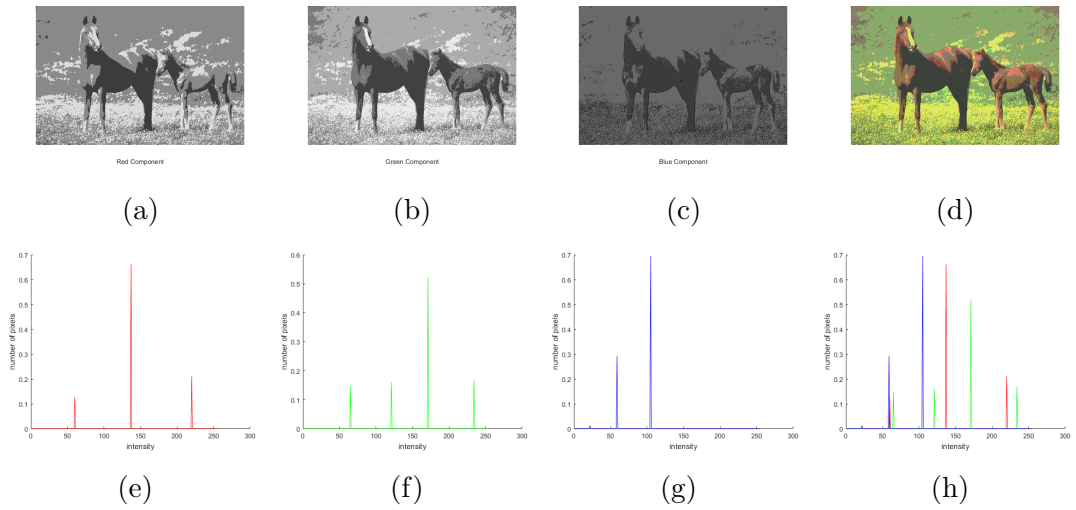 Red Component
Green Component
Blue Component
(a)
(b)
(c)
(d)
0.7
0.6
0.5
0.4
0.3
0.2
0.1
0
number of pixels
0 50 100 150 200 250 300
intensity
0.6
0.5
0.4
0.3
0.2
0.1
0
number of pixels
0 50 100 150 200 250 300
intensity
0.7
0.6
0.5
0.4
0.3
0.2
0.1
0
number of pixels
0 50 100 150 200 250 300
intensity
0.7
0.6
0.5
0.4
0.3
0.2
0.1
0
number of pixels
0 50 100 150 200 250 300
intensity
(e)
(f)
(g)
(h)